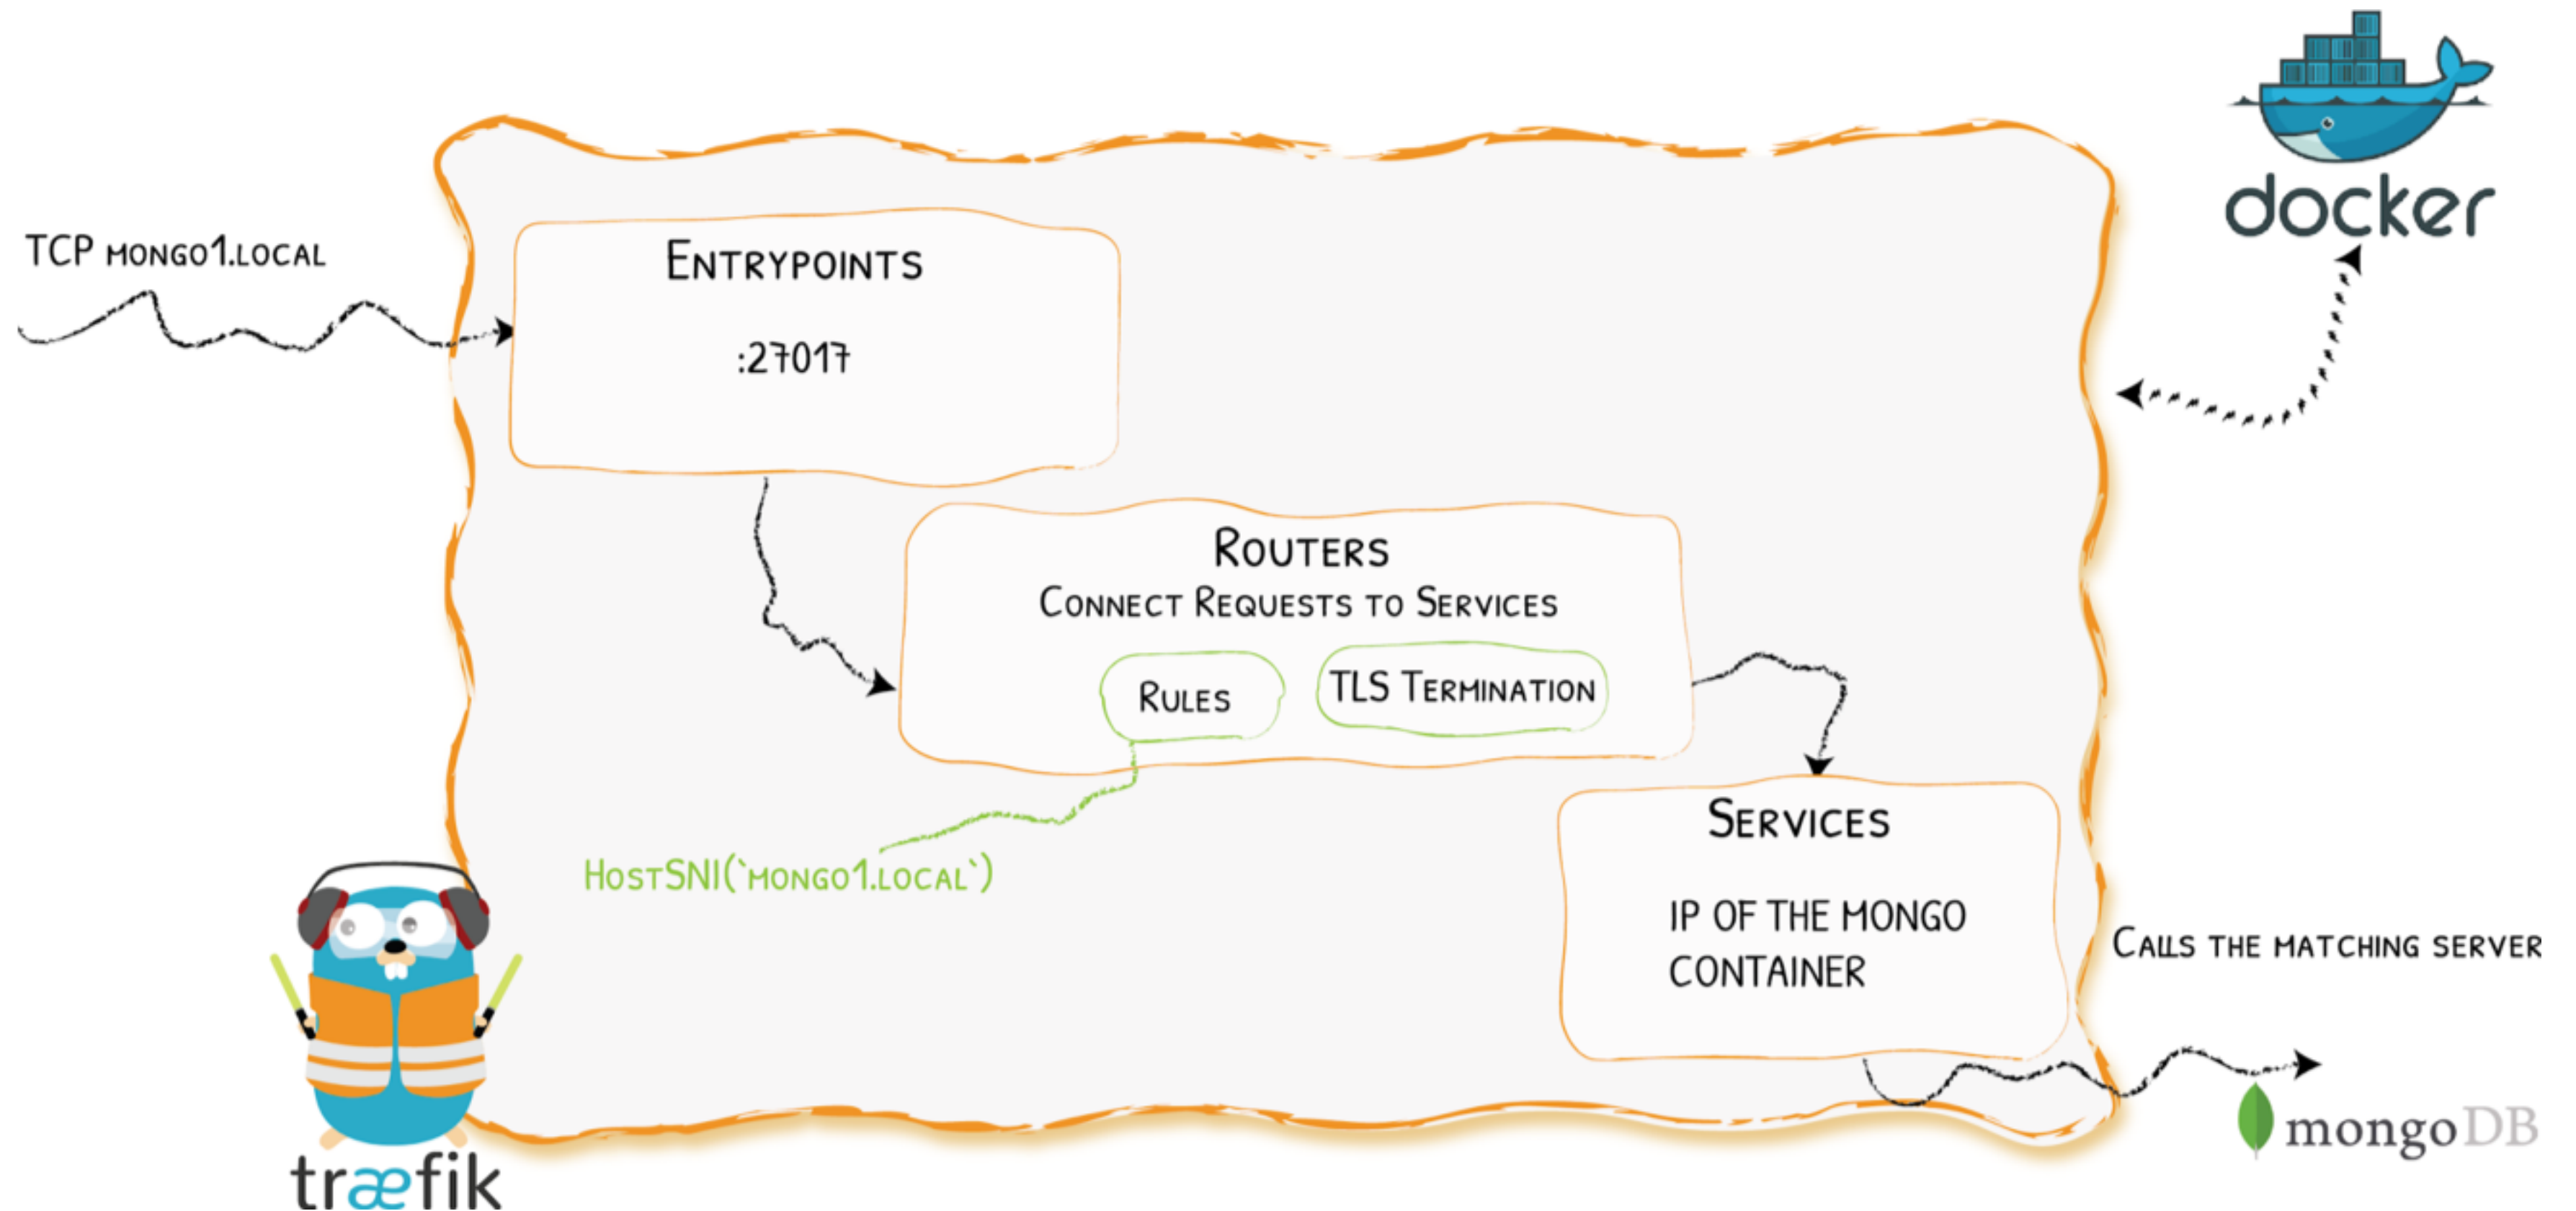 docker
TCP mongo1.local
Entrypoints
:27017
Routers
Connect Requests to Services
Rules
TLS Termination
HostSNI(`mongo1.local`)
Services
IP OF THE MONGO
CONTAINER
Calls the matching server
mongoDB
træfik